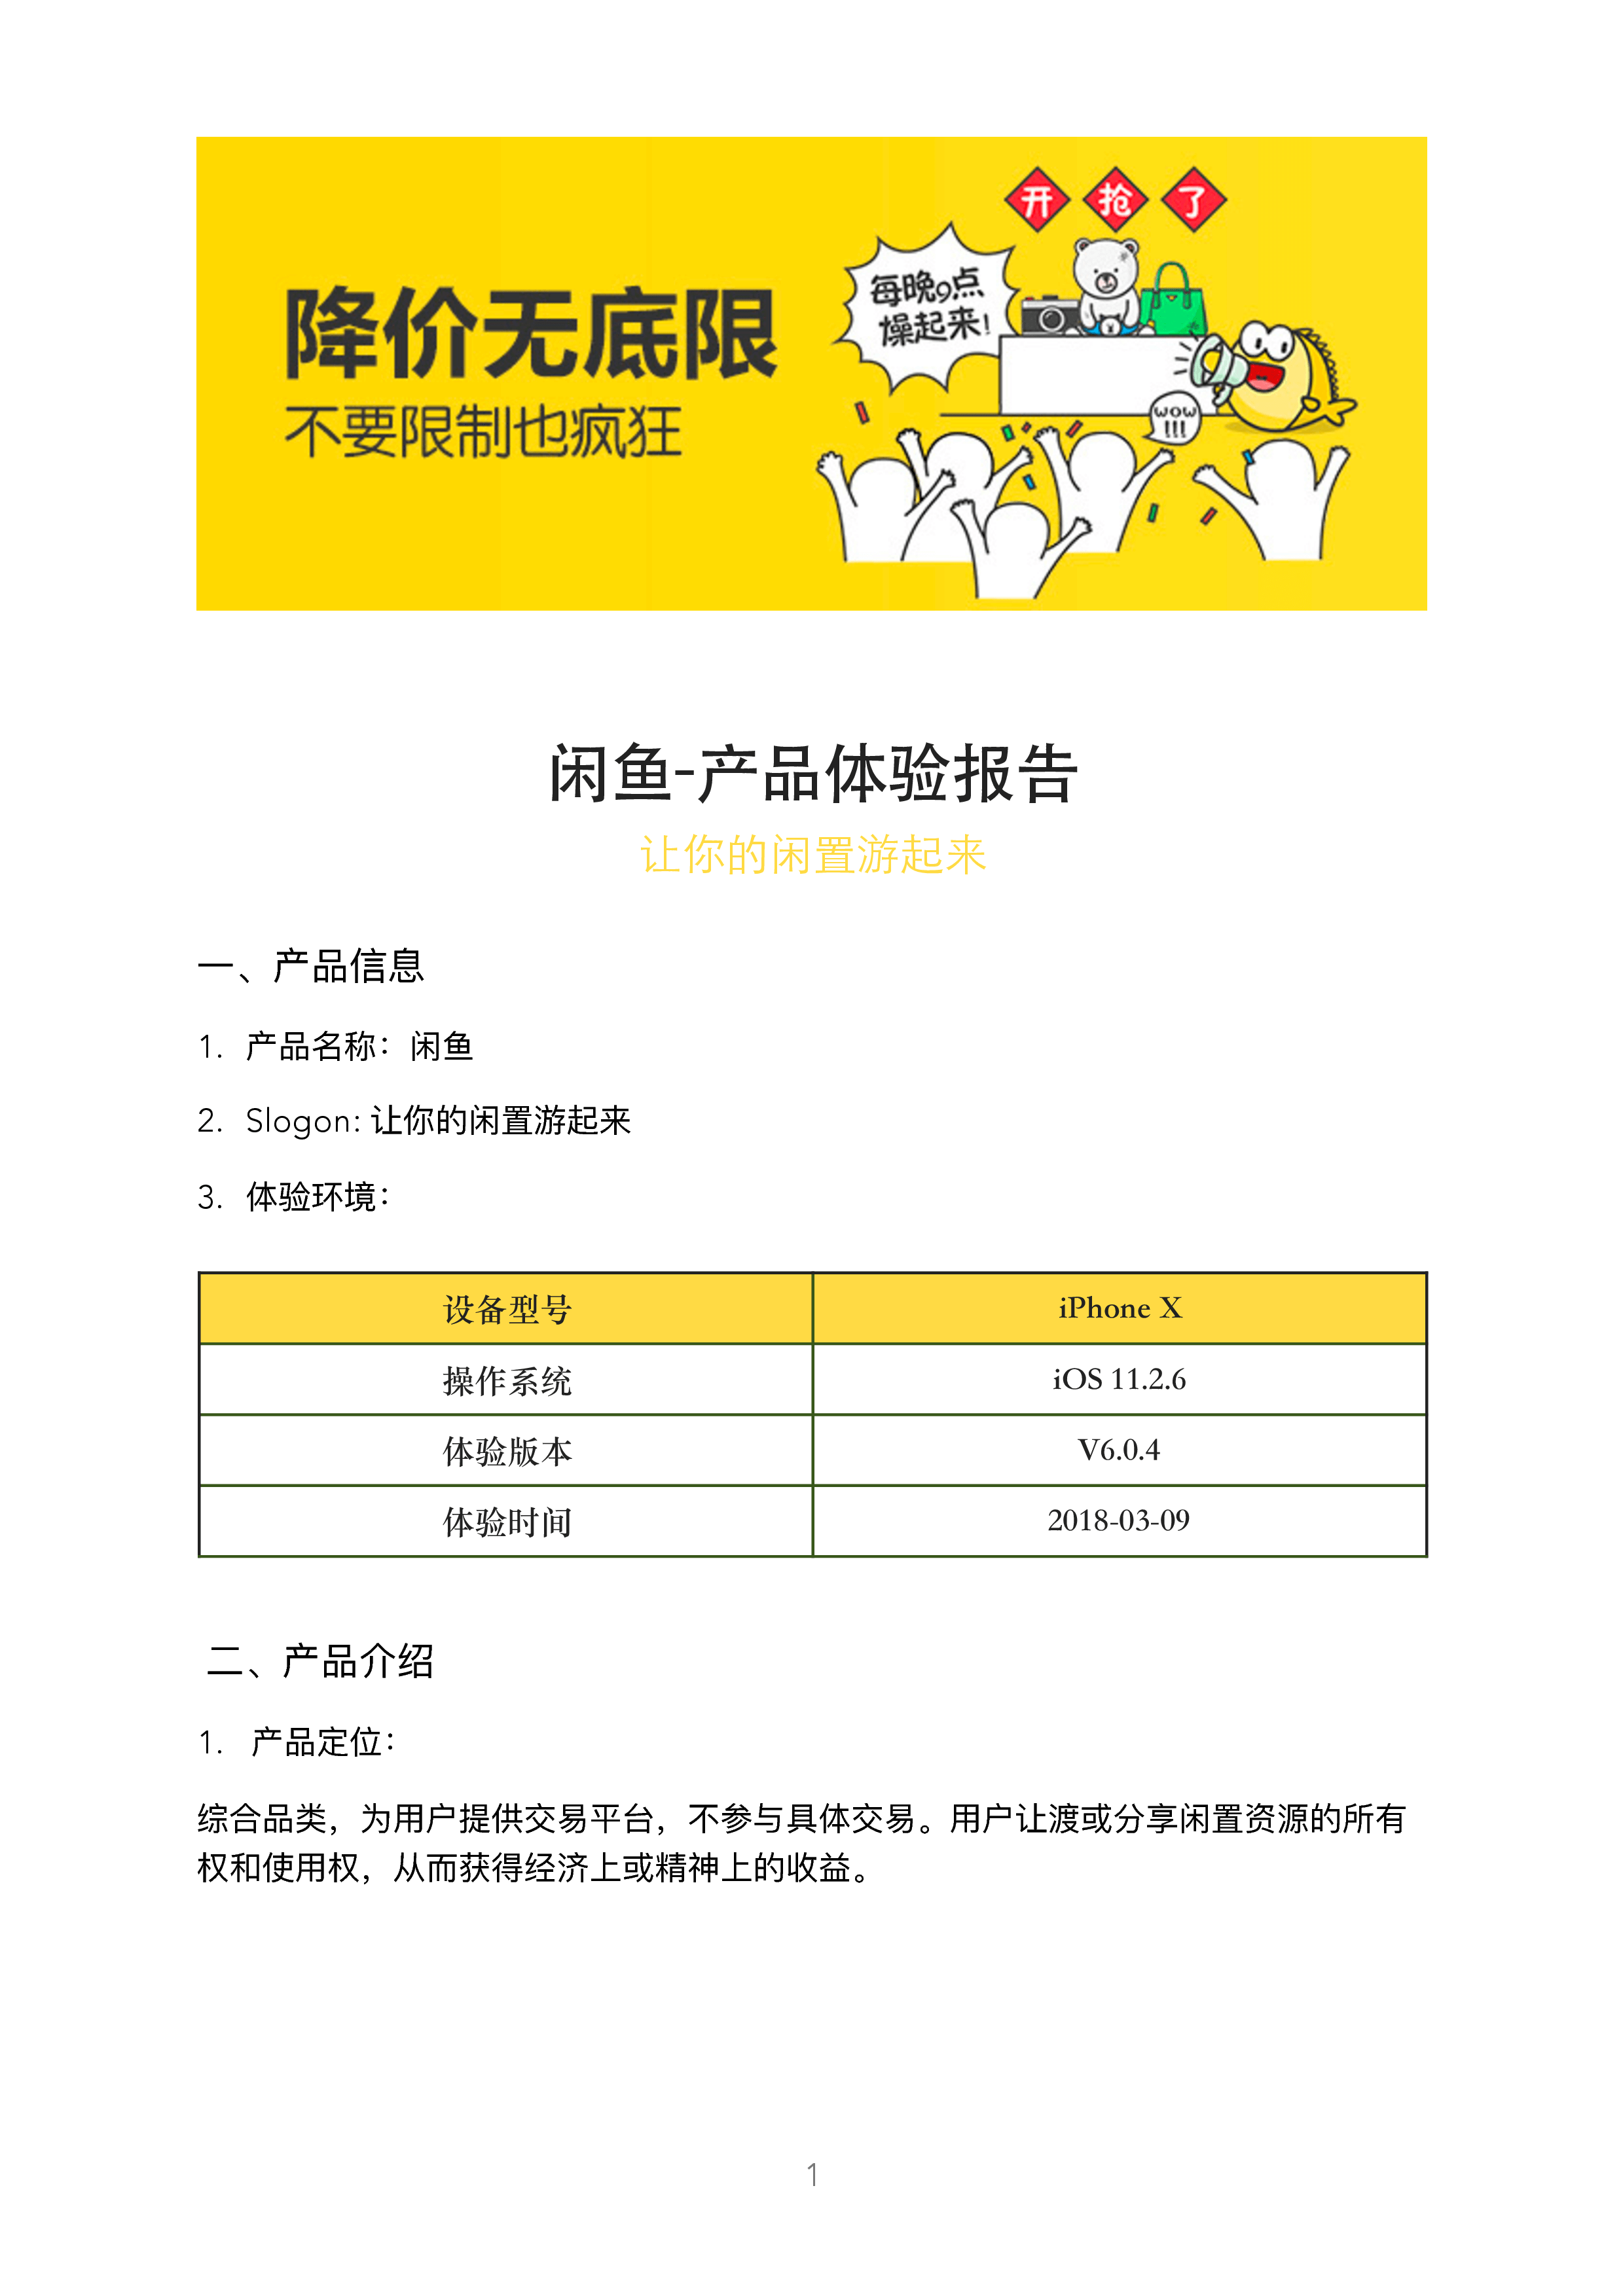 开抢了
每晚9点
燥起来!
降价无底限
不要限制也疯狂
WOW
!!!
闲鱼-产品体验报告
让你的闲置游起来
一、产品信息
1. 产品名称：闲鱼
2. Slogon: 让你的闲置游起来
3. 体验环境：
设备型号 iPhone X
操作系统 iOS 11.2.6
体验版本 V6.0.4
体验时间 2018-03-09
二、产品介绍
1. 产品定位：
综合品类，为用户提供交易平台，不参与具体交易。用户让渡或分享闲置资源的所有
权和使用权，从而获得经济上或精神上的收益。
1